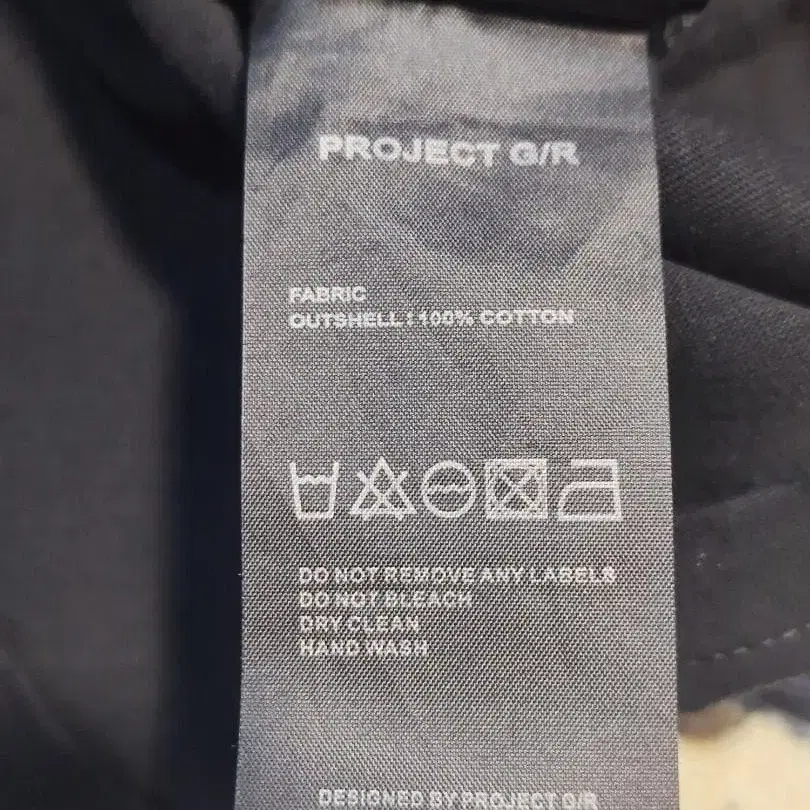 PROJECT G/R
FABRIC
OUTSHELL : 100% COTTON
DO NOT REMOVE ANY LABELS
DO NOT BLEACH
DRY CLEAN
HAND WASH
DESIGNED BY PROJECT G/R